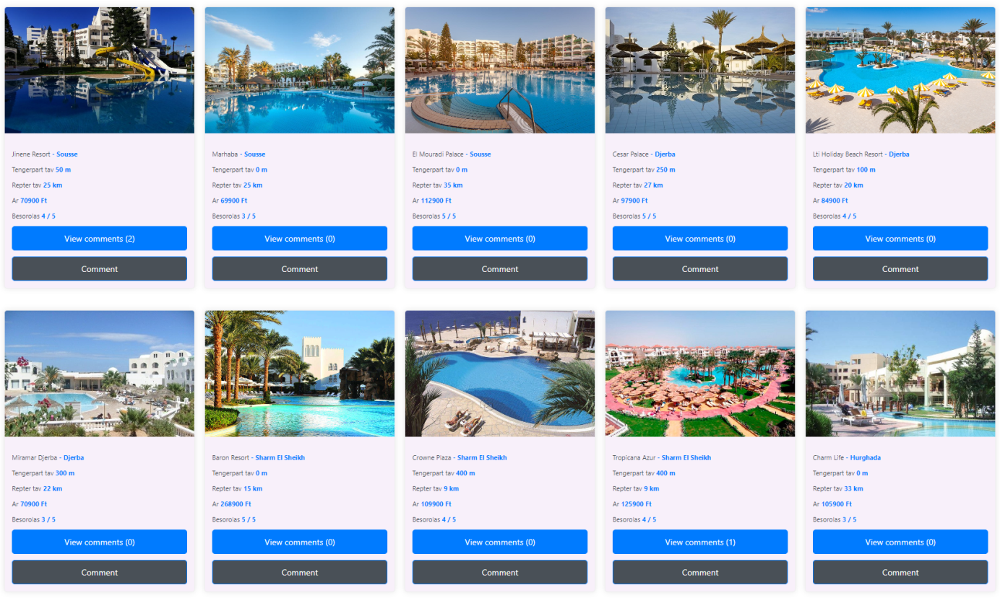 Jinene Resort - Sousse
Tengerpart tav 50 m
Repter tav 25 km
Ar 70900 Ft
Besorolas 4 / 5
View comments (2)
Comment
Marhaba - Sousse
Tengerpart tav 0 m
Repter tav 25 km
Ar 69900 Ft
Besorolas 3 / 5
View comments (0)
Comment
El Mouradi Palace - Sousse
Tengerpart tav 0 m
Repter tav 35 km
Ar 112900 Ft
Besorolas 5 / 5
View comments (0)
Comment
Cesar Palace - Djerba
Tengerpart tav 250 m
Repter tav 27 km
Ar 97900 Ft
Besorolas 5 / 5
View comments (0)
Comment
Lti Holiday Beach Resort - Djerba
Tengerpart tav 100 m
Repter tav 20 km
Ar 84900 Ft
Besorolas 4 / 5
View comments (0)
Comment
Miramar Djerba - Djerba
Tengerpart tav 300 m
Repter tav 22 km
Ar 70900 Ft
Besorolas 3 / 5
View comments (0)
Comment
Baron Resort - Sharm El Sheikh
Tengerpart tav 0 m
Repter tav 15 km
Ar 268900 Ft
Besorolas 5 / 5
View comments (0)
Comment
Crowne Plaza - Sharm El Sheikh
Tengerpart tav 400 m
Repter tav 9 km
Ar 109900 Ft
Besorolas 4 / 5
View comments (0)
Comment
Tropicana Azur - Sharm El Sheikh
Tengerpart tav 400 m
Repter tav 9 km
Ar 125900 Ft
Besorolas 4 / 5
View comments (1)
Comment
Charm Life - Hurghada
Tengerpart tav 0 m
Repter tav 33 km
Ar 105900 Ft
Besorolas 3 / 5
View comments (0)
Comment